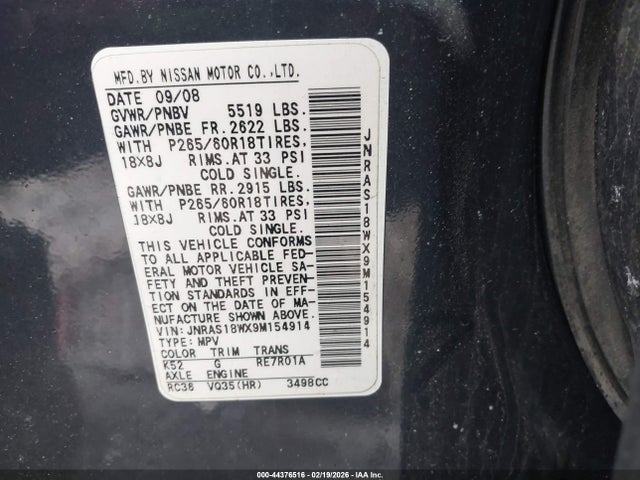 MFD.BY NISSAN MOTOR CO.,LTD.
DATE 09/08
GVWR/PNBV 5519 LBS.
GAWR/PNBE FR.2622 LBS.
WITH P265/60R18TIRES,
18X8J RIMS.AT 33 PSI
COLD SINGLE.
GAWR/PNBE RR.2915 LBS.
WITH P265/60R18TIRES,
18X8J RIMS.AT 33 PSI
COLD SINGLE.
THIS VEHICLE CONFORMS
TO ALL APPLICABLE FED-
ERAL MOTOR VEHICLE SA-
FETY AND THEFT PREVEN-
TION STANDARDS IN EFF-
ECT ON THE DATE OF MA-
NUFACTURE SHOWN ABOVE.
VIN:JNRAS18WX9M154914
TYPE:MPV
COLOR TRIM TRANS
K52 G RE7R01A
AXLE ENGINE
RC38 VQ35(HR) 3498CC
JNRAS18WX9M154914
000-44376516 - 02/19/2026 - IAA Inc.